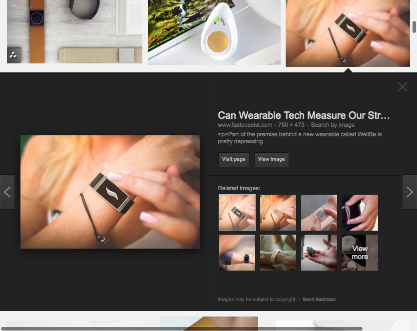 Can Wearable Tech Measure Our Str...
www.fastcoexist.com - 750 × 473 - Search by image
<p>Part of the premise behind a new wearable called WellBe is
pretty depressing
Visit page
View image
Related Images:
View
more
Images may be subject to copyright. - Send feedback